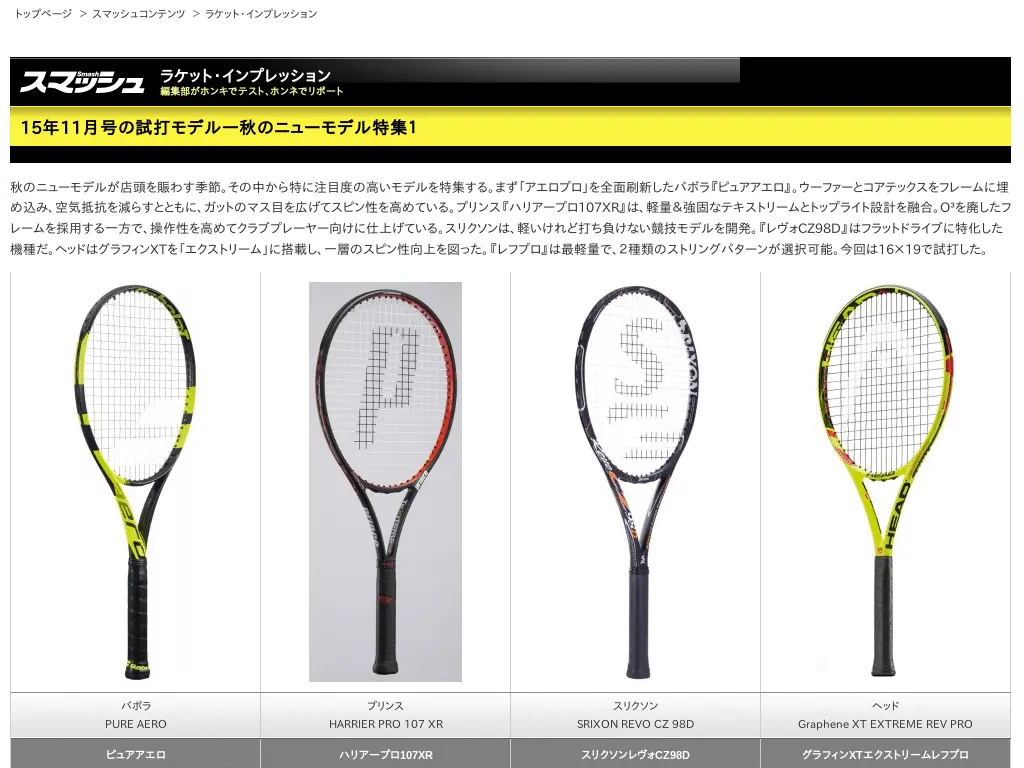 トップページ > スマッシュコンテンツ > ラケット・インプレッション
スマッシュ
Smash
ラケット・インプレッション
編集部がホンキでテスト、ホンネでリポート
15年11月号の試打モデルー秋のニューモデル特集1
秋のニューモデルが店頭を賑わす季節。その中から特に注目度の高いモデルを特集する。まず「アエロプロ」を全面刷新したバボラ『ピュアアエロ』。ウーファーとコアテックスをフレームに埋
め込み、空気抵抗を減らすとともに、ガットのマス目を広げてスピン性を高めている。プリンス『ハリアープロ107XR』は、軽量&強固なテキストリームとトップライト設計を融合。O³を廃したフ
レームを採用する一方で、操作性を高めてクラブプレーヤー向けに仕上げている。スリクソンは、軽いけれど打ち負けない競技モデルを開発。『レヴォCZ98D』はフラットドライブに特化した
機種だ。ヘッドはグラフィンXTを「エクストリーム」に搭載し、一層のスピン性向上を図った。『レフプロ』は最軽量で、2種類のストリングパターンが選択可能。今回は16×19で試打した。
SRIXON
HEAD
HEAD
バボラ
PURE AERO
プリンス
HARRIER PRO 107 XR
スリクソン
SRIXON REVO CZ 98D
ヘッド
Graphene XT EXTREME REV PRO
ピュアアエロ
ハリアープロ107XR
スリクソンレヴォCZ98D
グラフィンXTエクストリームレフプロ